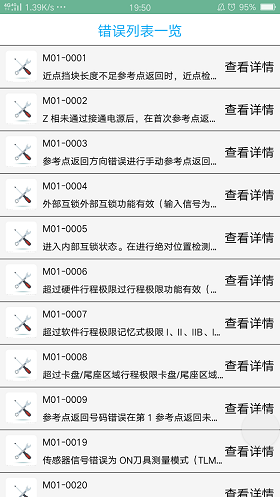 1.39K/s ... 19:50 95%
错误列表一览
M01-0001
近点挡块长度不足参考点返回时，近点检...
查看详情
M01-0002
Z 相未通过接通电源后，在首次参考点返...
查看详情
M01-0003
参考点返回方向错误进行手动参考点返回...
查看详情
M01-0004
外部互锁外部互锁功能有效（输入信号为...
查看详情
M01-0005
进入内部互锁状态。在进行绝对位置检测...
查看详情
M01-0006
超过硬件行程极限过行程极限功能有效（...
查看详情
M01-0007
超过软件行程极限记忆式极限 I、II、IIB、I...
查看详情
M01-0008
超过卡盘/尾座区域行程极限卡盘/尾座区域...
查看详情
M01-0009
参考点返回号码错误在第 1 参考点返回未...
查看详情
M01-0019
传感器信号错误为 ON刀具测量模式（TLM...
查看详情
M01-0020